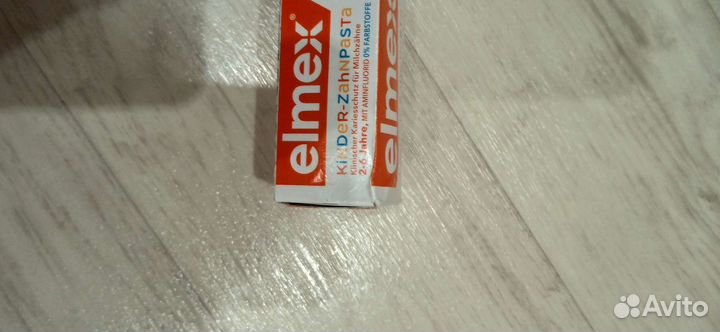 elmex®
KiNDeR-ZahNPaSTa
Klinischer Kariesschutz für Milchzähne
2-6 Jahre, MIT AMINFLUORID 0% FARBSTOFFE
elmex
Avito